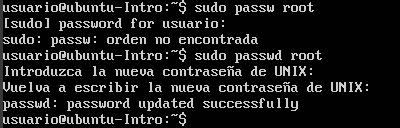 usuario@ubuntu-Intro:~$ sudo passw root
[sudo] password for usuario:
sudo: passw: orden no encontrada
usuario@ubuntu-Intro:~$ sudo passwd root
Introduzca la nueva contraseña de UNIX:
Vuelva a escribir la nueva contraseña de UNIX:
passwd: password updated successfully
usuario@ubuntu-Intro:~$